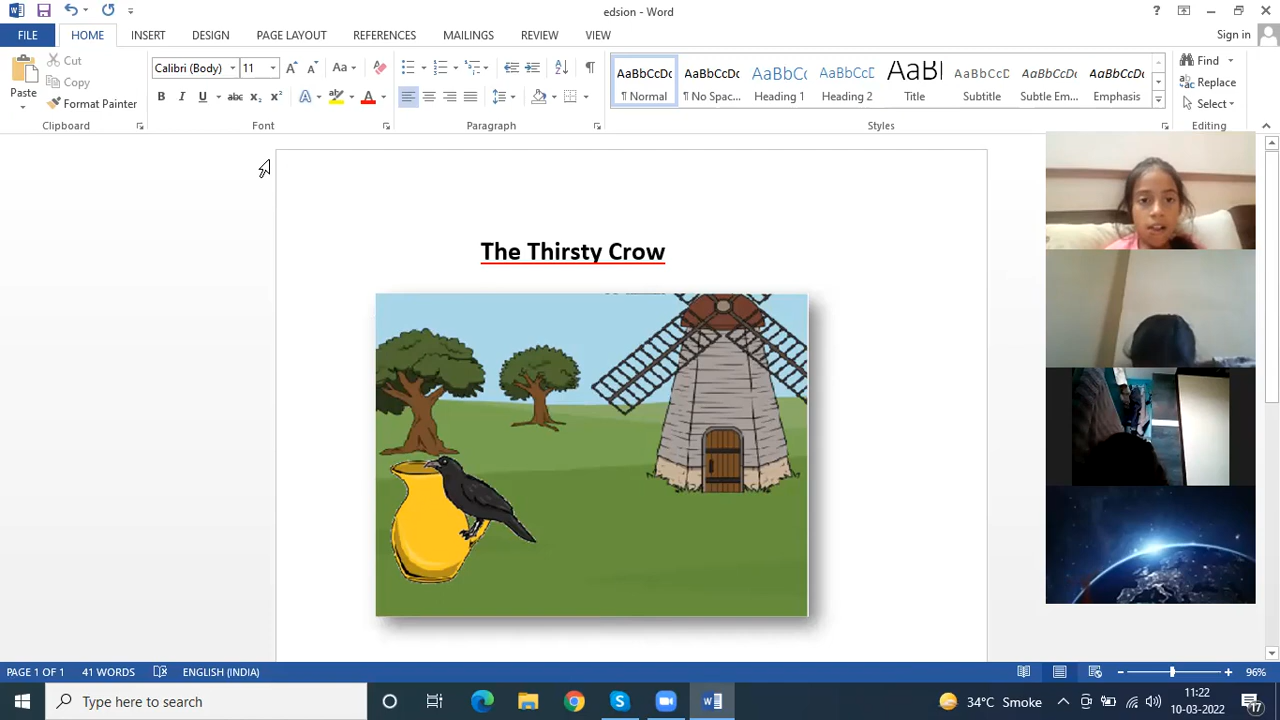 edsion - Word
FILE HOME INSERT DESIGN PAGE LAYOUT REFERENCES MAILINGS REVIEW VIEW Sign in
Paste
Cut
Copy
Format Painter
Calibri (Body) 11
AaBbCcDc AaBbCcDc AaBbCc AaBbCc AaBl AaBbCcD AaBbCcDc AaBbCcDc
¶ Normal ¶ No Spac... Heading 1 Heading 2 Title Subtitle Subtle Em... Emphasis
Find
Replace
Select
Clipboard Font Paragraph Styles Editing
The Thirsty Crow
PAGE 1 OF 1 41 WORDS ENGLISH (INDIA) 96%
Type here to search
34°C Smoke
11:22
10-03-2022
17